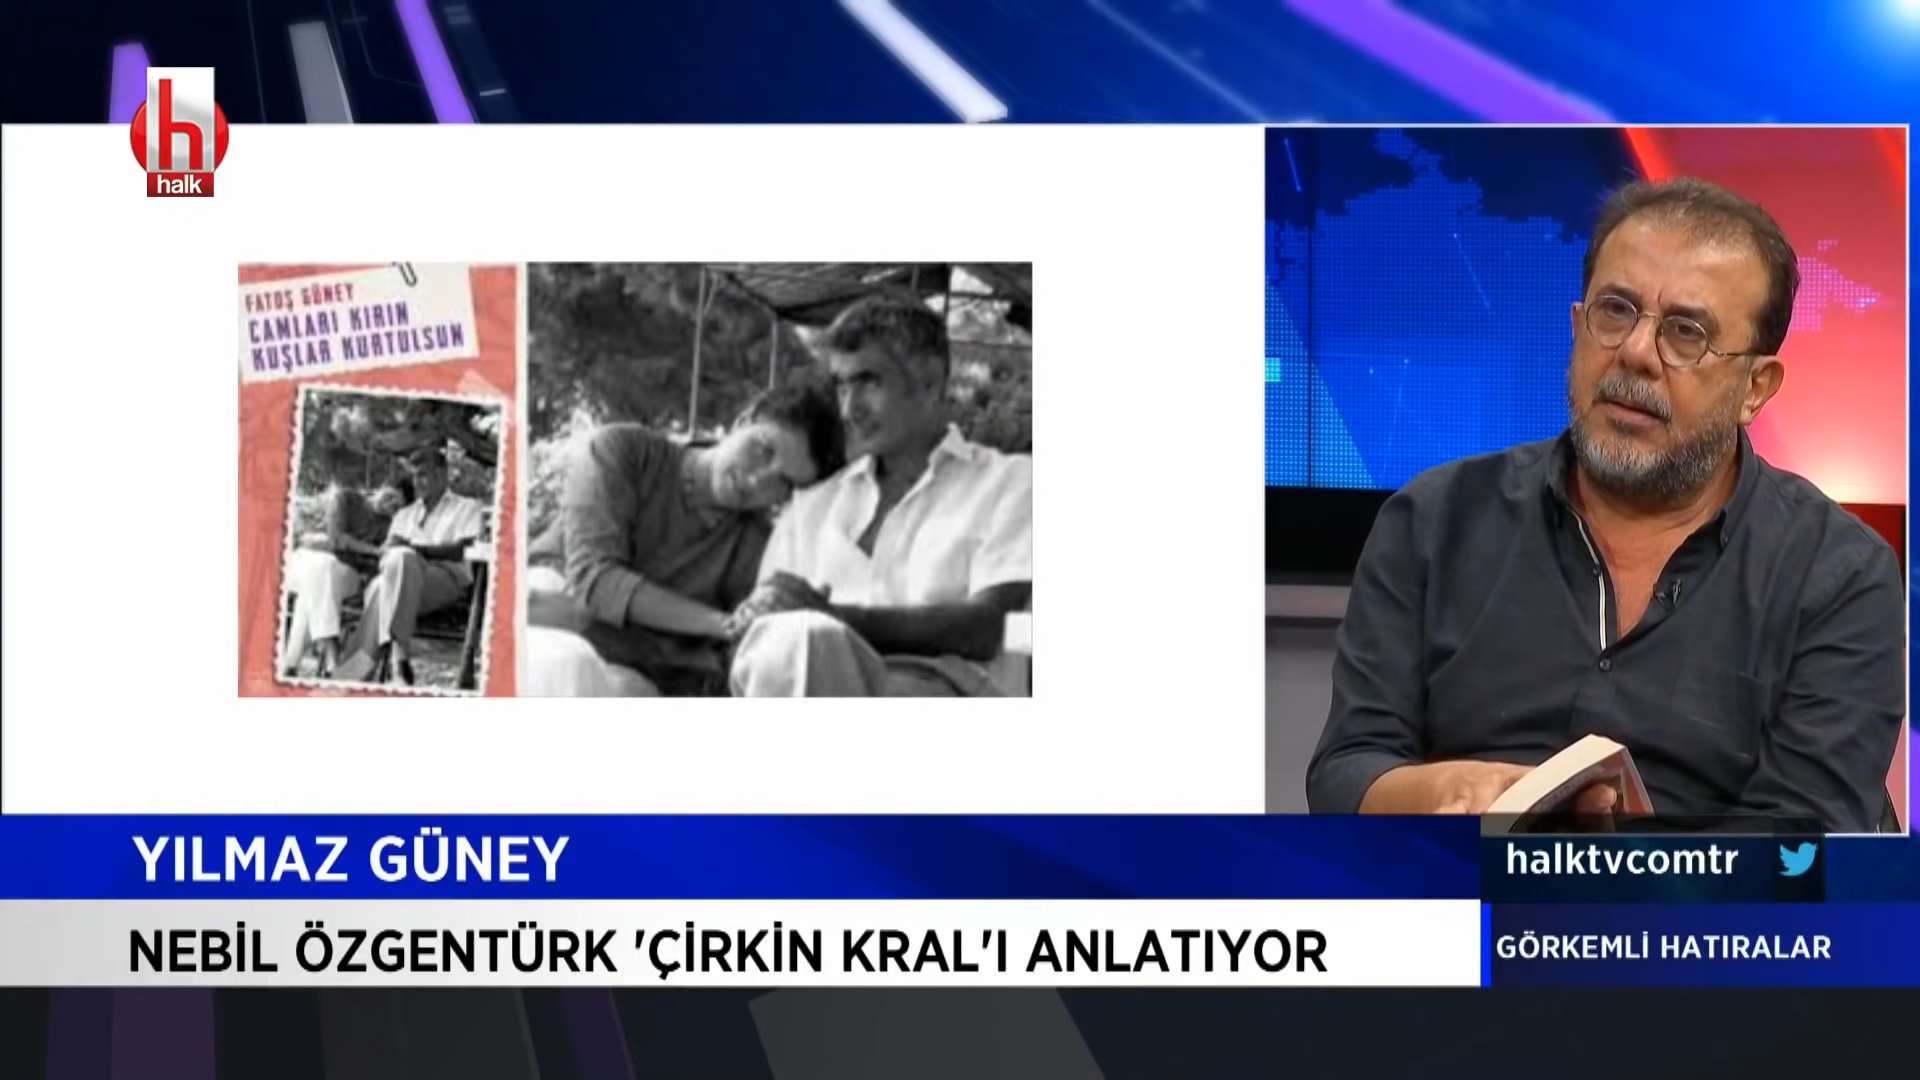 h
halk
FATOŞ GÜNEY
CAMLARI KIRIN
KUŞLAR KURTULSUN
YILMAZ GÜNEY
halktvcomtr
NEBİL ÖZGENTÜRK 'ÇİRKİN KRAL'I ANLATIYOR
GÖRKEMLİ HATIRALAR